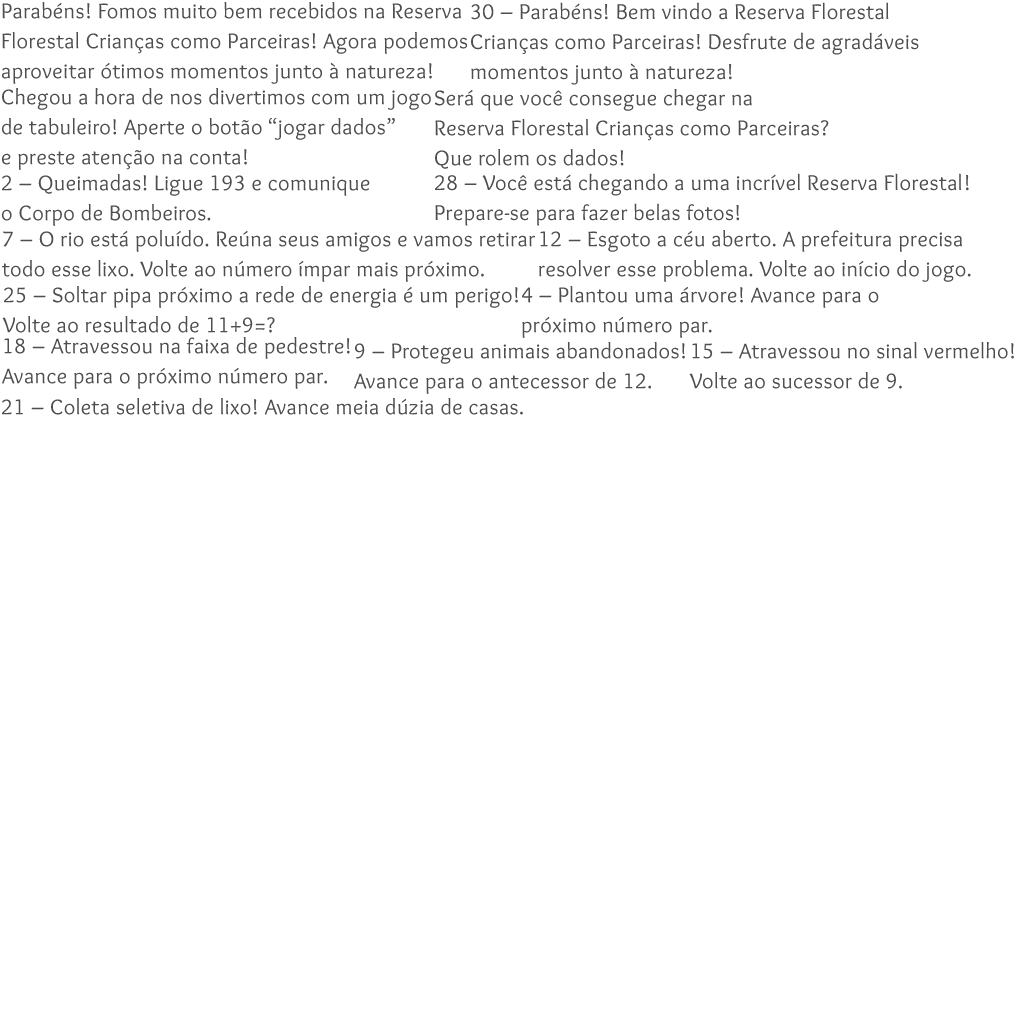 Parabéns! Fomos muito bem recebidos na Reserva
Florestal Crianças como Parceiras! Agora podemos
aproveitar ótimos momentos junto à natureza!
30 – Parabéns! Bem vindo a Reserva Florestal
Crianças como Parceiras! Desfrute de agradáveis
momentos junto à natureza!
Chegou a hora de nos divertimos com um jogo
de tabuleiro! Aperte o botão “jogar dados”
e preste atenção na conta!
Será que você consegue chegar na
Reserva Florestal Crianças como Parceiras?
Que rolem os dados!
2 – Queimadas! Ligue 193 e comunique
o Corpo de Bombeiros.
28 – Você está chegando a uma incrível Reserva Florestal!
Prepare-se para fazer belas fotos!
7 – O rio está poluído. Reúna seus amigos e vamos retirar
todo esse lixo. Volte ao número ímpar mais próximo.
12 – Esgoto a céu aberto. A prefeitura precisa
resolver esse problema. Volte ao início do jogo.
25 – Soltar pipa próximo a rede de energia é um perigo!
Volte ao resultado de 11+9=?
4 – Plantou uma árvore! Avance para o
próximo número par.
18 – Atravessou na faixa de pedestre!
Avance para o próximo número par.
9 – Protegeu animais abandonados!
Avance para o antecessor de 12.
15 – Atravessou no sinal vermelho!
Volte ao sucessor de 9.
21 – Coleta seletiva de lixo! Avance meia dúzia de casas.